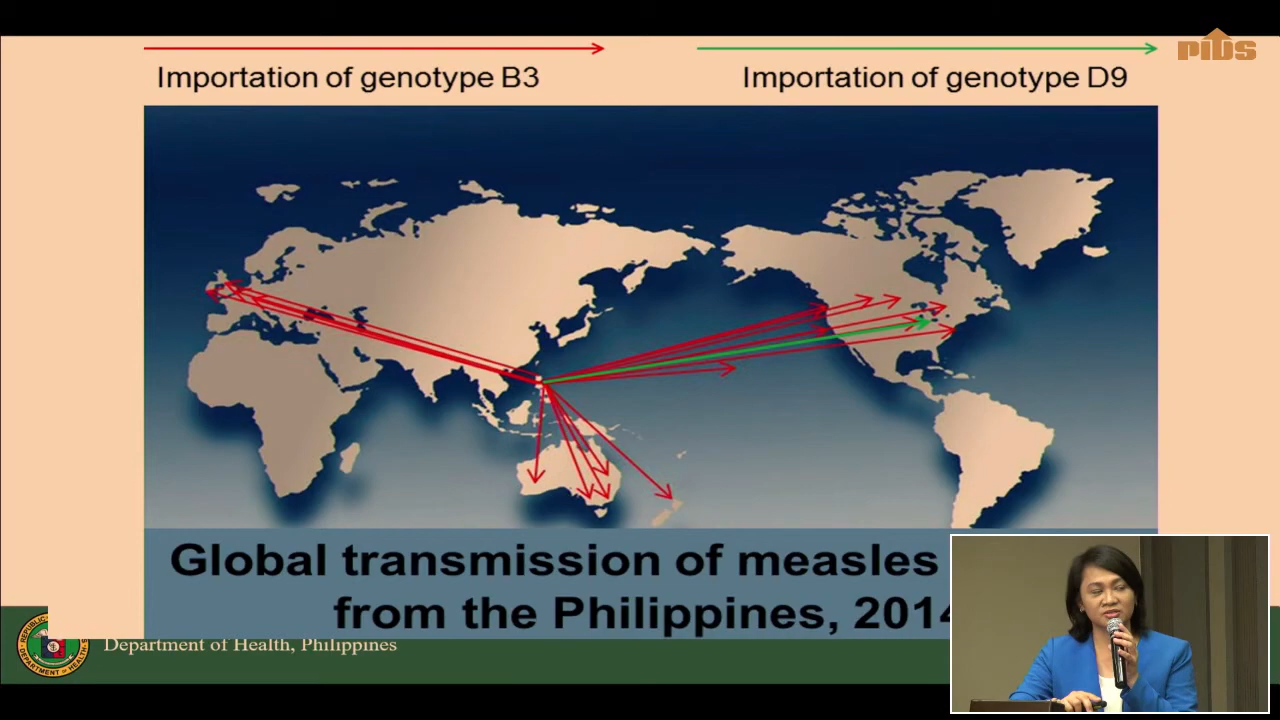 PIDS
Importation of genotype B3
Importation of genotype D9
Global transmission of measles
from the Philippines, 2014
Department of Health, Philippines